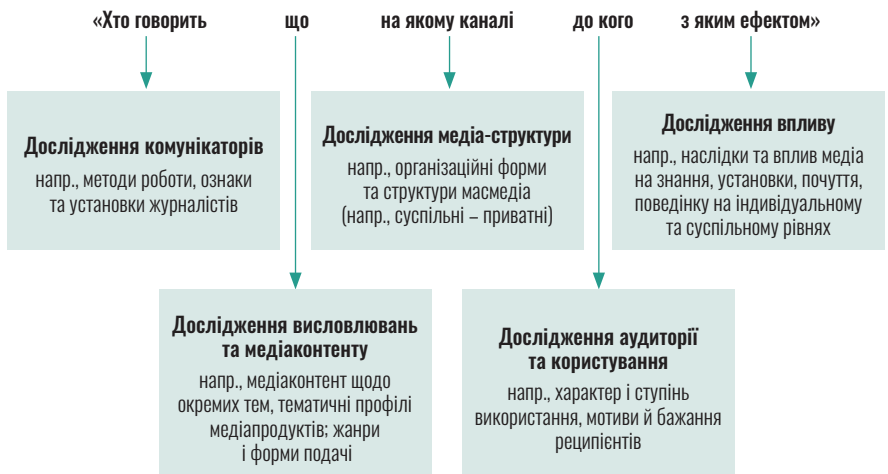 «Хто говорить що на якому каналі до кого з яким ефектом»
Дослідження комунікаторів
напр., методи роботи, ознаки
та установки журналістів
Дослідження медіа-структури
напр., організаційні форми
та структури масмедіа
(напр., суспільні – приватні)
Дослідження впливу
напр., наслідки та вплив медіа
на знання, установки, почуття,
поведінку на індивідуальному
та суспільному рівнях
Дослідження висловлювань
та медіаконтенту
напр., медіаконтент щодо
окремих тем, тематичні профілі
медіапродуктів; жанри
і форми подачі
Дослідження аудиторії
та користування
напр., характер і ступінь
використання, мотиви й бажання
реципієнтів